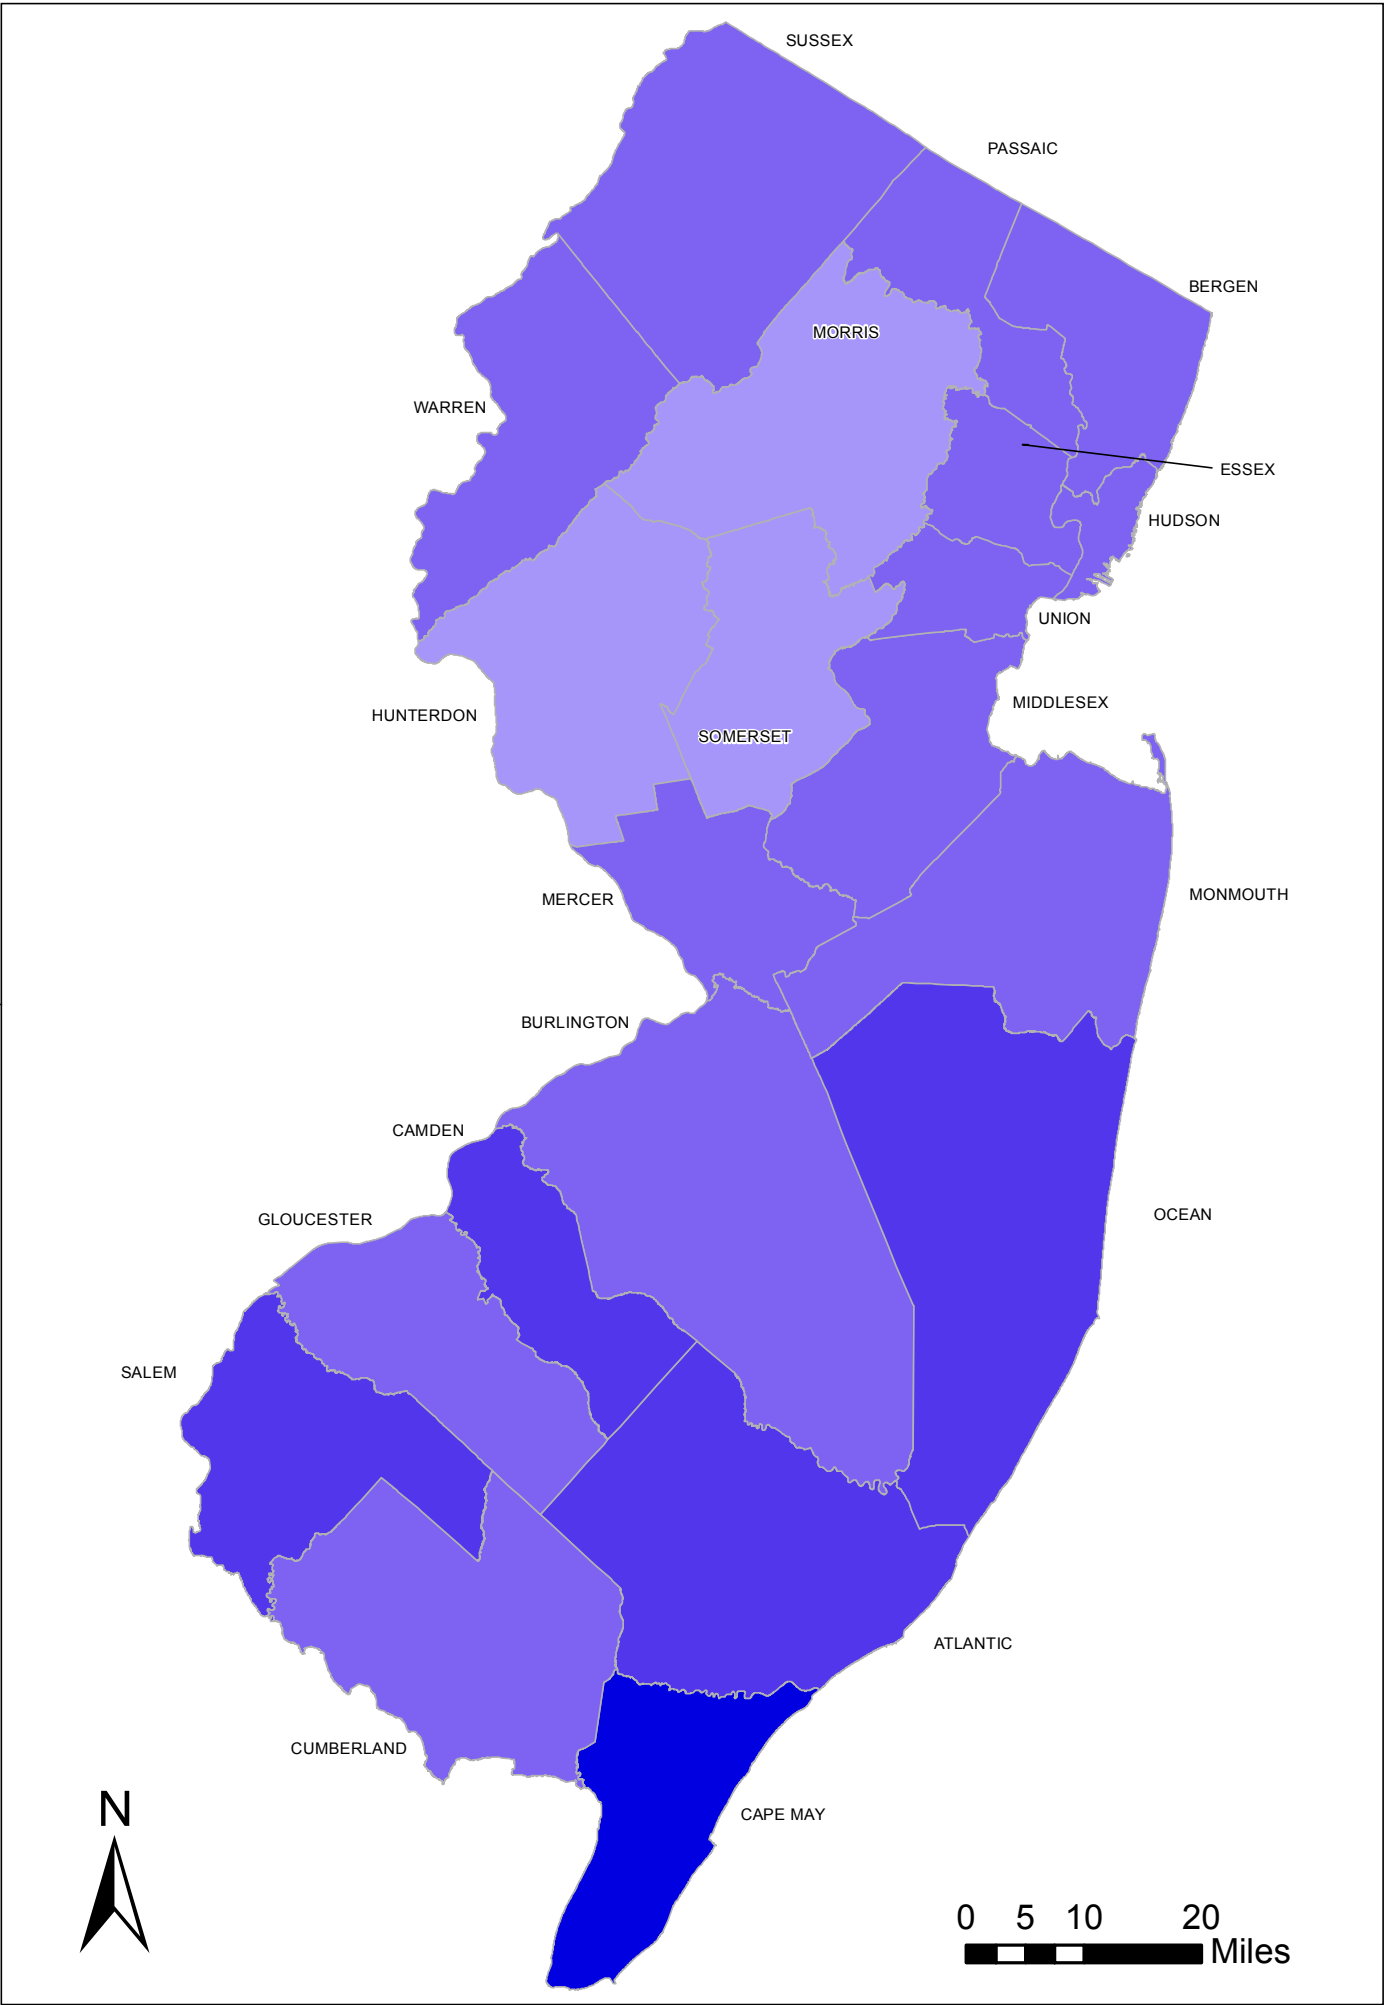 SUSSEX
PASSAIC
BERGEN
MORRIS
WARREN
ESSEX
HUDSON
UNION
MIDDLESEX
HUNTERDON
SOMERSET
MONMOUTH
MERCER
BURLINGTON
CAMDEN
OCEAN
GLOUCESTER
SALEM
ATLANTIC
CUMBERLAND
CAPE MAY
N
0 5 10 20
Miles